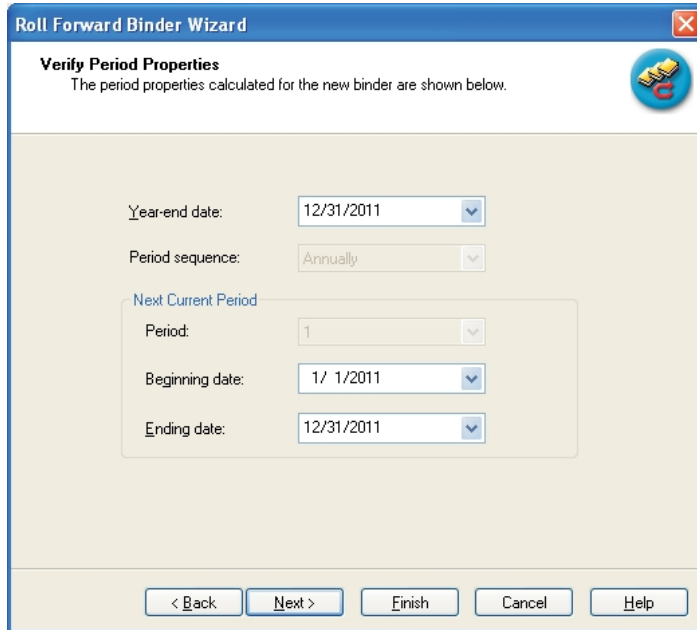 Roll Forward Binder Wizard
Verify Period Properties
The period properties calculated for the new binder are shown below.
Year-end date: 12/31/2011
Period sequence: Annually
Next Current Period
Period: 1
Beginning date: 1/ 1/2011
Ending date: 12/31/2011
< Back Next > Finish Cancel Help